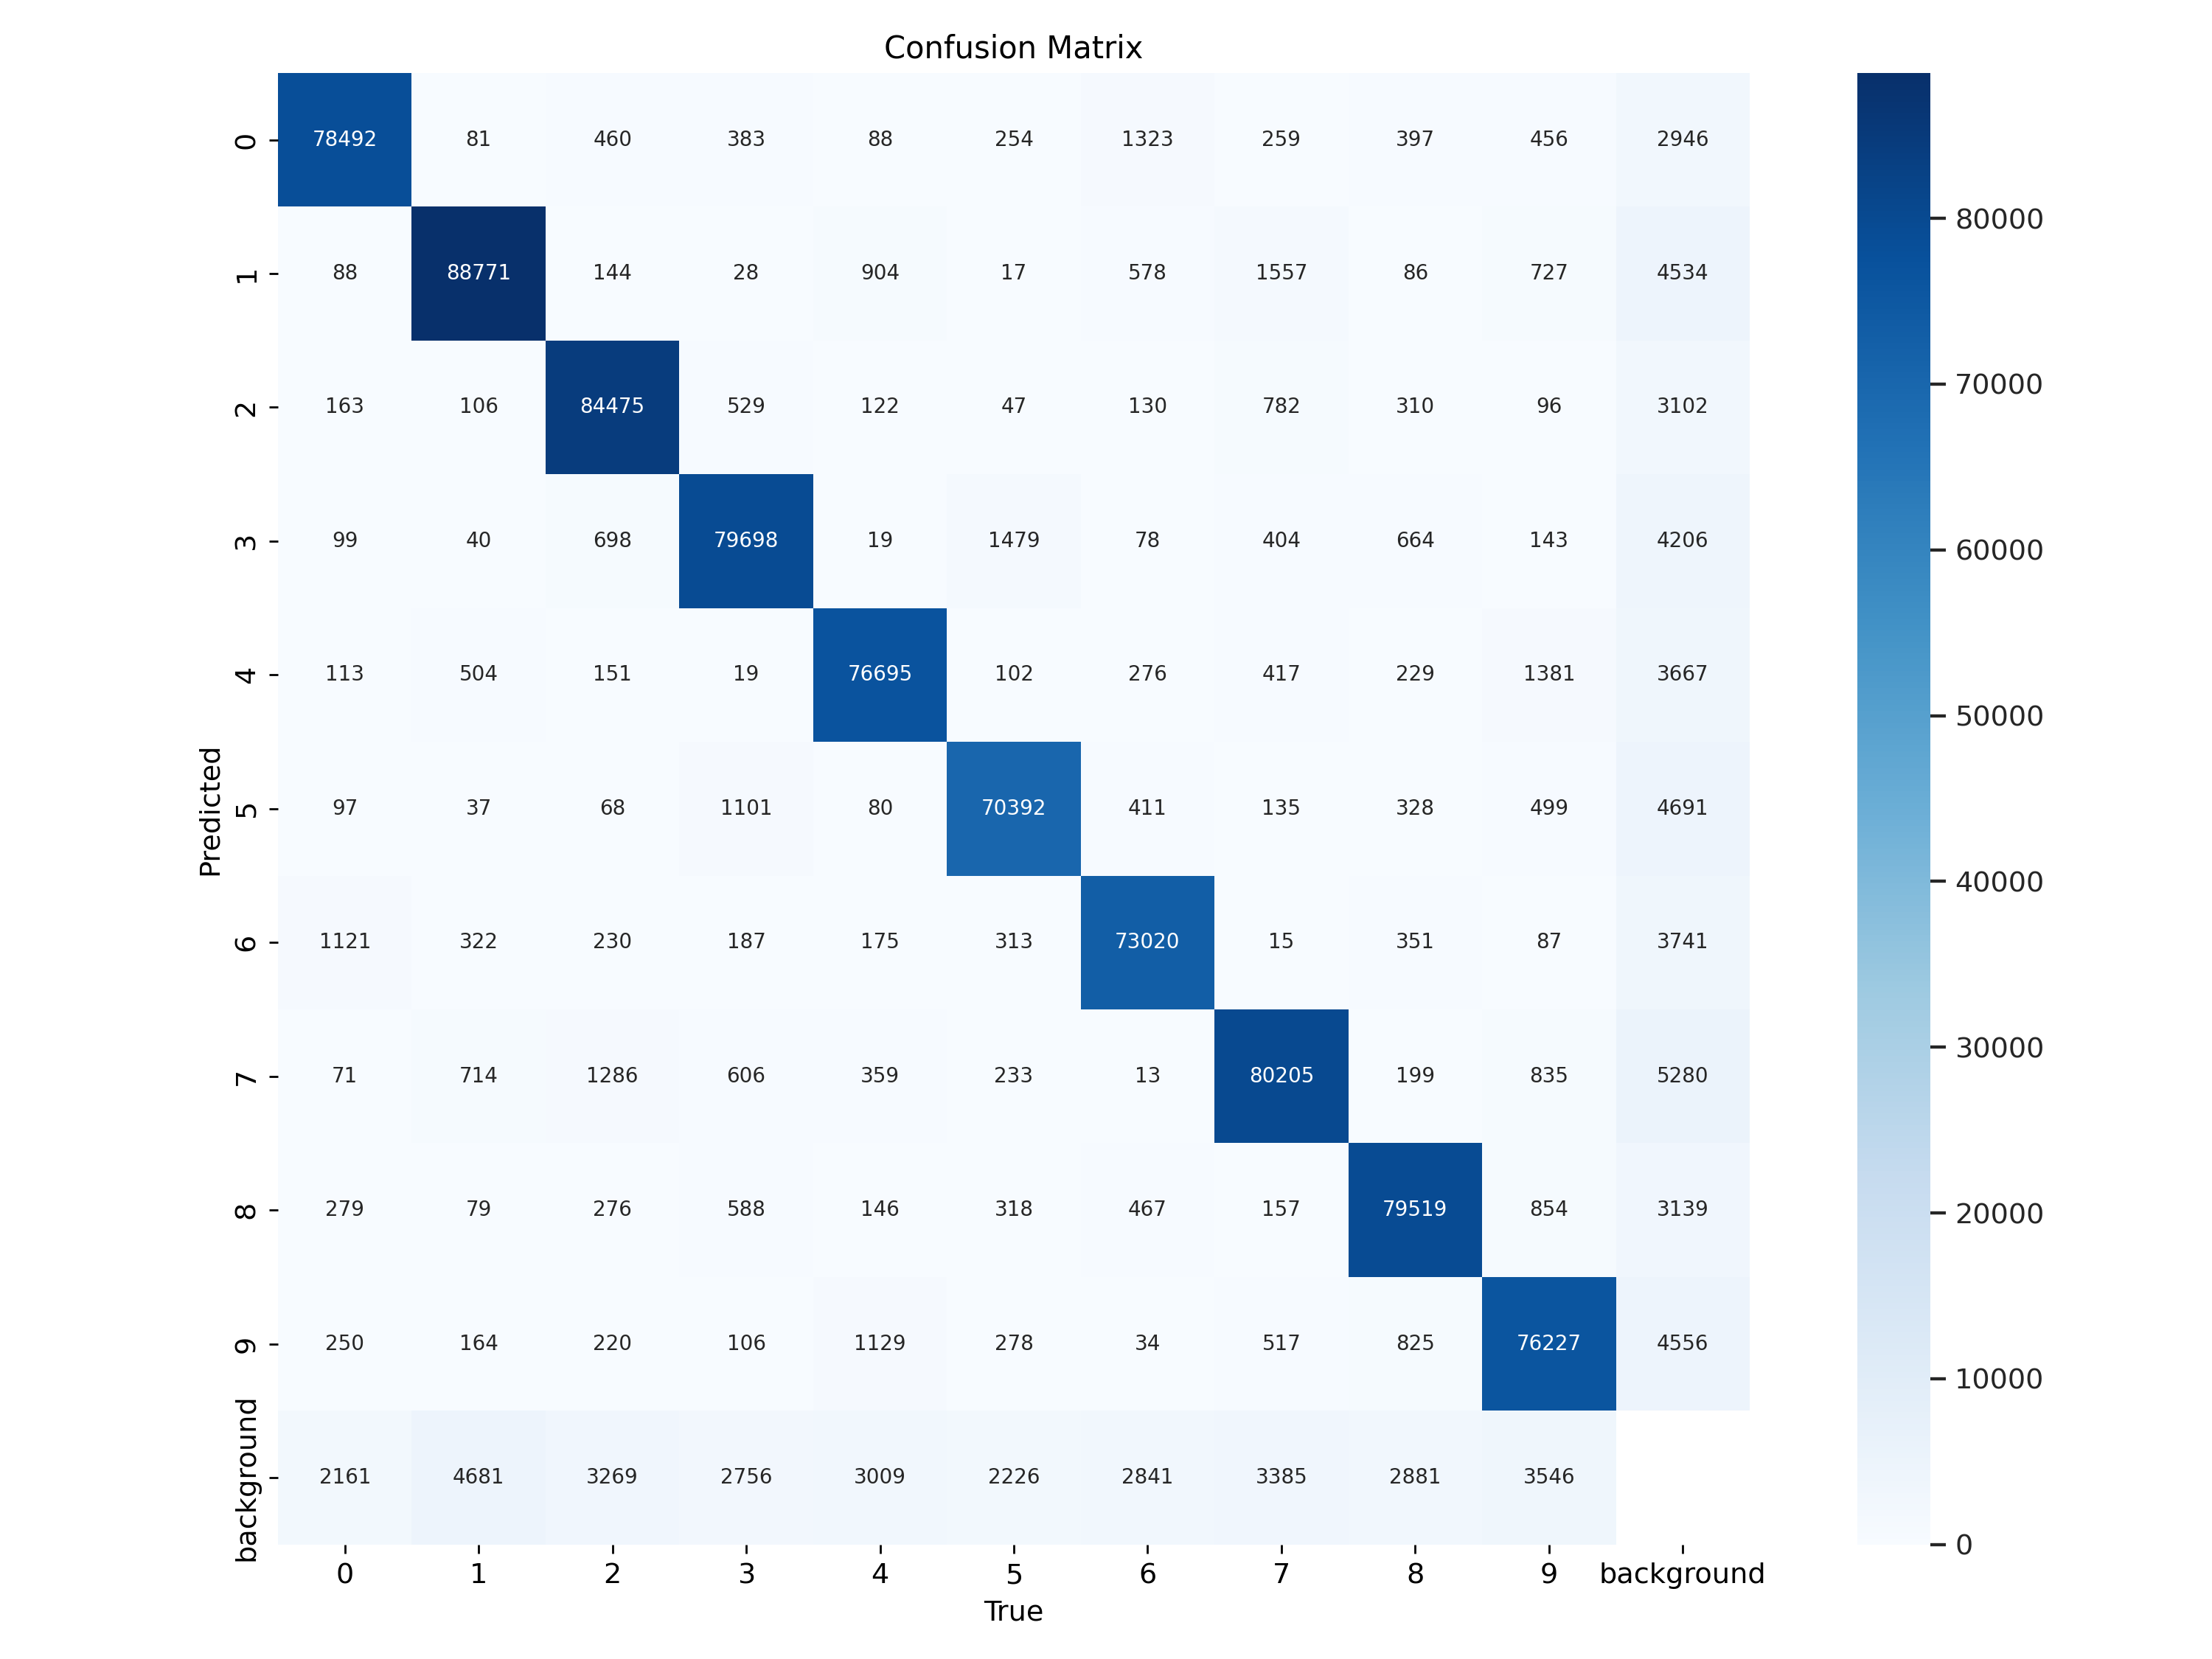 Confusion Matrix
0 78492 81 460 383 88 254 1323 259 397 456 2946
1 88 88771 144 28 904 17 578 1557 86 727 4534
2 163 106 84475 529 122 47 130 782 310 96 3102
3 99 40 698 79698 19 1479 78 404 664 143 4206
4 113 504 151 19 76695 102 276 417 229 1381 3667
5 97 37 68 1101 80 70392 411 135 328 499 4691
6 1121 322 230 187 175 313 73020 15 351 87 3741
7 71 714 1286 606 359 233 13 80205 199 835 5280
8 279 79 276 588 146 318 467 157 79519 854 3139
9 250 164 220 106 1129 278 34 517 825 76227 4556
background 2161 4681 3269 2756 3009 2226 2841 3385 2881 3546
0 1 2 3 4 5 6 7 8 9 background
True
Predicted
80000
70000
60000
50000
40000
30000
20000
10000
0